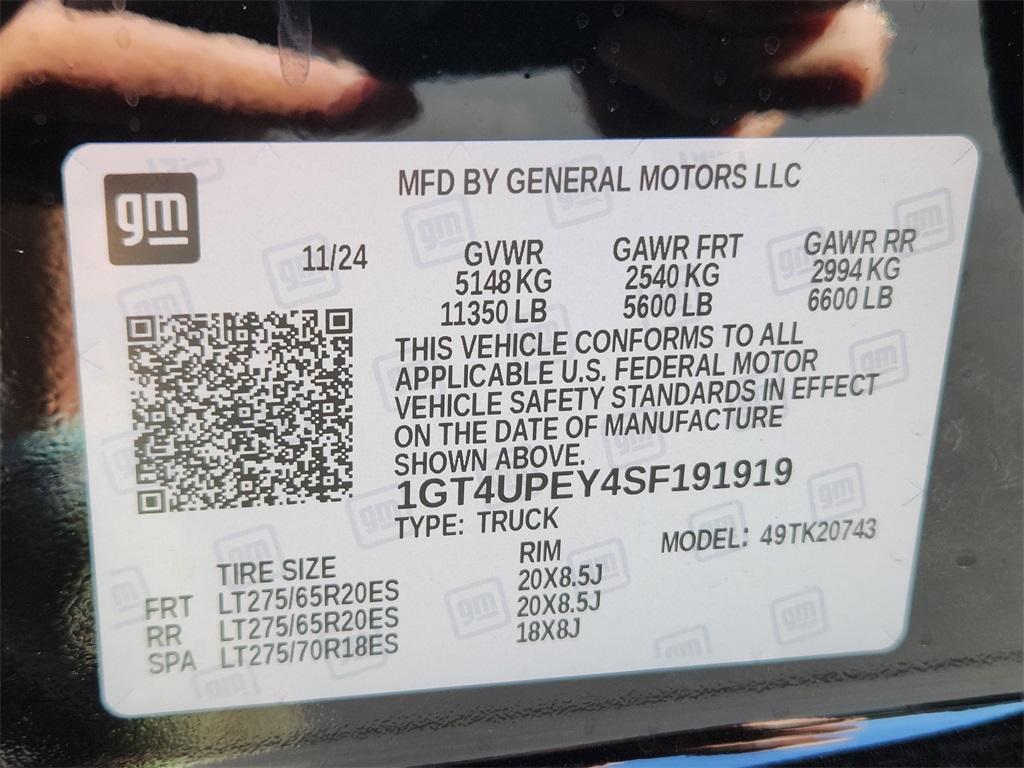 gm
MFD BY GENERAL MOTORS LLC
11/24 GVWR GAWR FRT GAWR RR
5148 KG 2540 KG 2994 KG
11350 LB 5600 LB 6600 LB
THIS VEHICLE CONFORMS TO ALL
APPLICABLE U.S. FEDERAL MOTOR
VEHICLE SAFETY STANDARDS IN EFFECT
ON THE DATE OF MANUFACTURE
SHOWN ABOVE.
1GT4UPEY4SF191919
TYPE: TRUCK MODEL: 49TK20743
TIRE SIZE RIM
FRT LT275/65R20ES 20X8.5J
RR LT275/65R20ES 20X8.5J
SPA LT275/70R18ES 18X8J